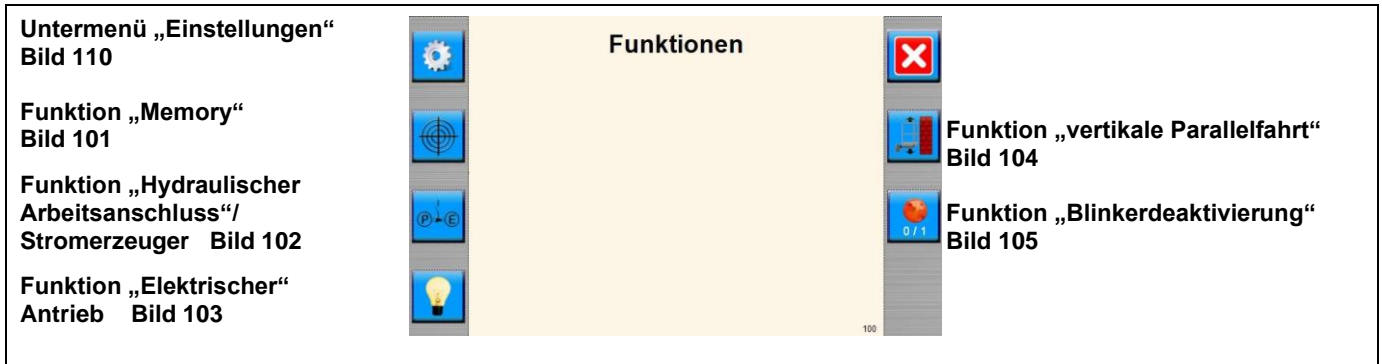 Untermenü „Einstellungen“
Bild 110
Funktion „Memory“
Bild 101
Funktion „Hydraulischer
Arbeitsanschluss“/
Stromerzeuger Bild 102
Funktion „Elektrischer“
Antrieb Bild 103
Funktionen
P E
0 / 1
100
Funktion „vertikale Parallelfahrt“
Bild 104
Funktion „Blinkerdeaktivierung“
Bild 105